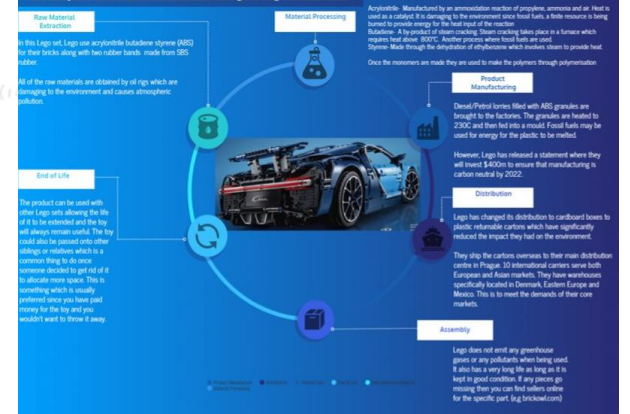 Raw Material
Extraction
In this Lego set, Lego use acrylonitrile butadiene styrene (ABS)
for their bricks along with two rubber bands made from SBS
rubber.
All of the raw materials are obtained by oil rigs which are
damaging to the environment and causes atmospheric
pollution.
Material Processing
Acrylonitrile- Manufactured by an ammoxidation reaction of propylene, ammonia and air. Heat is
used as a catalyst. It is damaging to the environment since fossil fuels, a finite resource is being
burned to provide energy for the heat input of the reaction
Butadiene- A by-product of steam cracking. Steam cracking takes place in a furnace which
requires heat above 800°C. Another process where fossil fuels are used.
Styrene- Made through the dehydration of ethylbenzene which involves steam to provide heat.
Once the monomers are made they are used to make the polymers through polymerisation
Product
Manufacturing
Diesel/Petrol lorries filled with ABS granules are
brought to the factories. The granules are heated to
230C and then fed into a mould. Fossil fuels may be
used for energy for the plastic to be melted.
However, Lego has released a statement where they
will invest $400m to ensure that manufacturing is
carbon neutral by 2022.
Distribution
Lego has changed its distribution to cardboard boxes to
plastic returnable cartons which have significantly
reduced the impact they had on the environment.
They ship the cartons overseas to their main distribution
centre in Prague. 10 international carriers serve both
European and Asian markets. They have warehouses
specifically located in Denmark, Eastern Europe and
Mexico. This is to meet the demands of their core
markets.
Assembly
Lego does not emit any greenhouse
gases or any pollutants when being used.
It also has a very long life as long as it is
kept in good condition. If any pieces go
missing then you can find sellers online
for the specific part. (e.g brickowl.com)
End of Life
The product can be used with
other Lego sets allowing the life
of it to be extended and the toy
will always remain useful. The toy
could also be passed onto other
siblings or relatives which is a
common thing to do once
someone decided to get rid of it
to allocate more space. This is
something which is usually
preferred since you have paid
money for the toy and you
wouldn't want to throw it away.